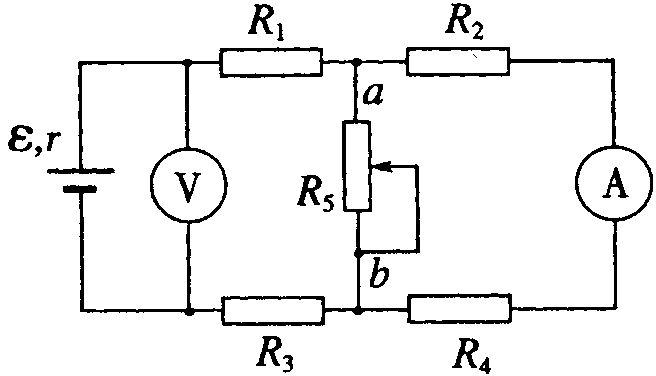 R₁ R₂
a
ε,r V R₅ A
b
R₃ R₄